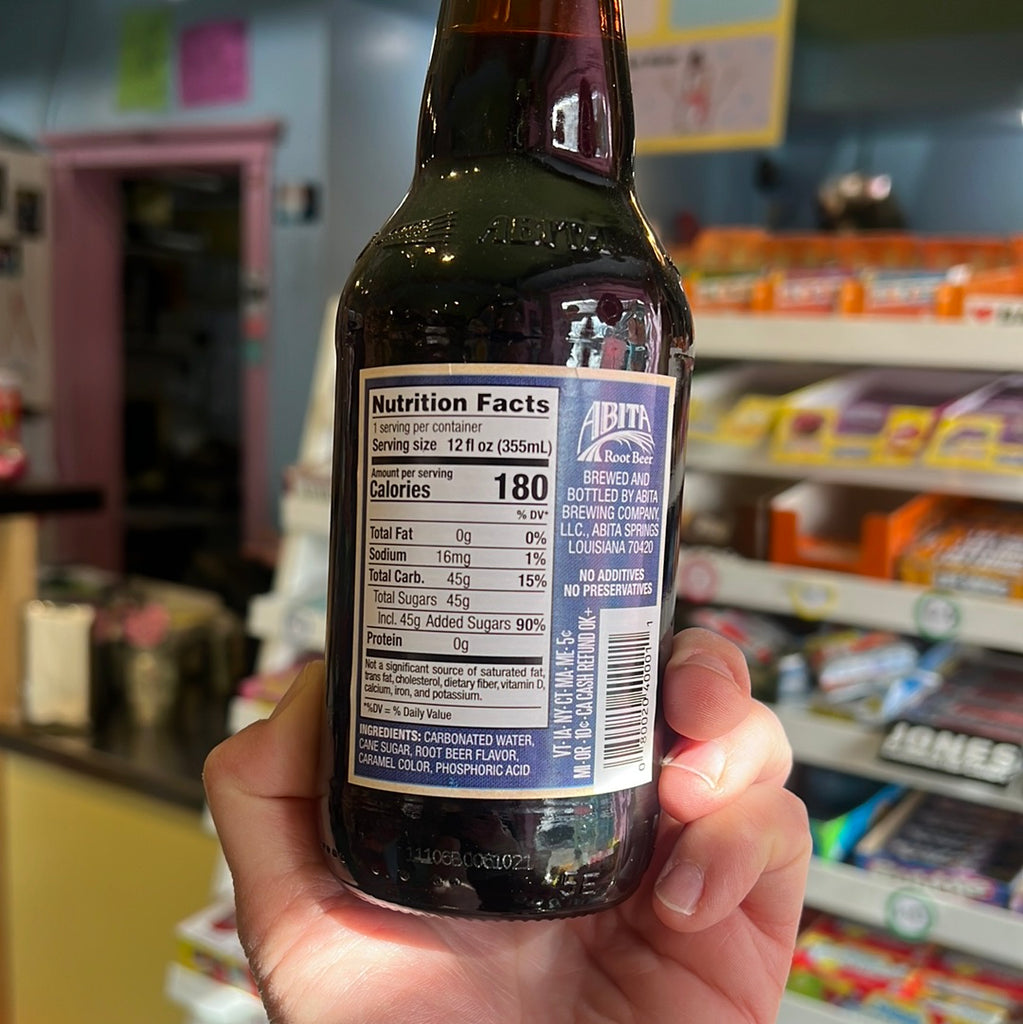 ABITA
Nutrition Facts
1 serving per container
Serving size 12 fl oz (355mL)
Amount per serving
Calories 180
% DV*
Total Fat 0g 0%
Sodium 16mg 1%
Total Carb. 45g 15%
Total Sugars 45g
Incl. 45g Added Sugars 90%
Protein 0g
Not a significant source of saturated fat,
trans fat, cholesterol, dietary fiber, vitamin D,
calcium, iron, and potassium.
*%DV = % Daily Value
INGREDIENTS: CARBONATED WATER,
CANE SUGAR, ROOT BEER FLAVOR,
CARAMEL COLOR, PHOSPHORIC ACID
ABITA
Root Beer
BREWED AND
BOTTLED BY ABITA
BREWING COMPANY,
LLC., ABITA SPRINGS
LOUISIANA 70420
NO ADDITIVES
NO PRESERVATIVES
VT·IA·NY·CT·MA·ME·5¢
MI·OR·10¢·CA CASH REFUND OK+
5E
JONES